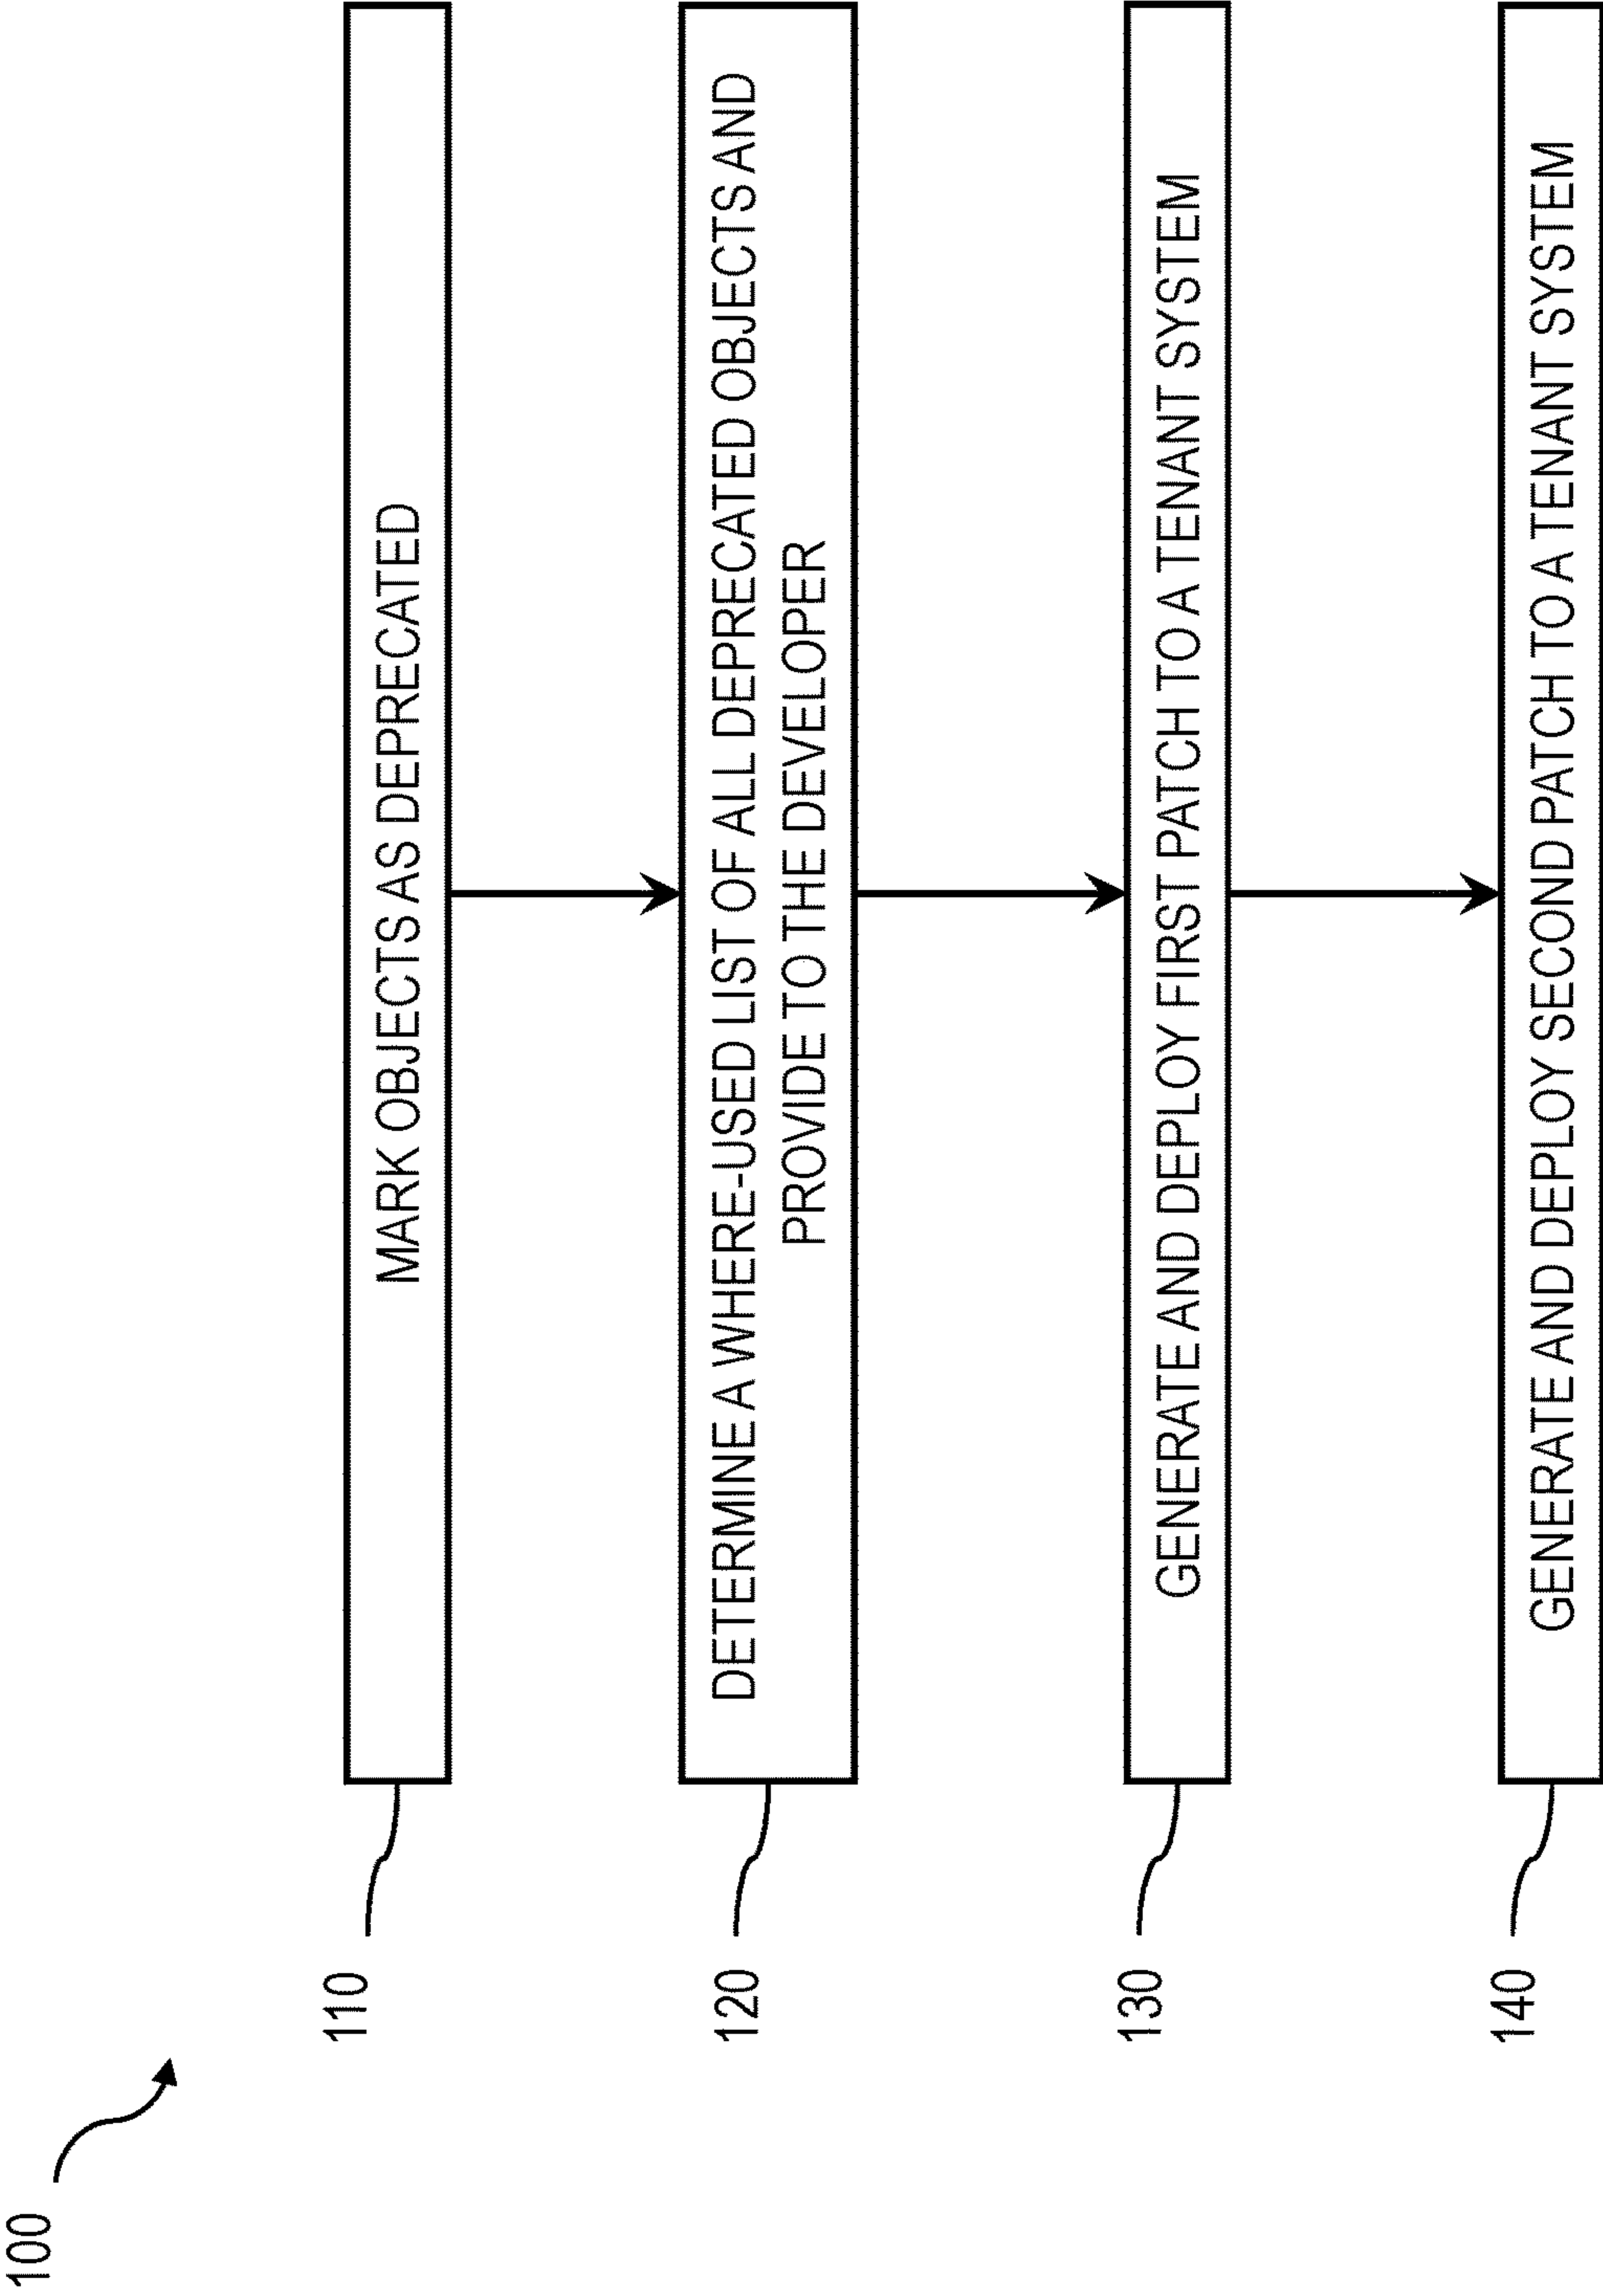 100
110
MARK OBJECTS AS DEPRECATED
120
DETERMINE A WHERE-USED LIST OF ALL DEPRECATED OBJECTS AND
PROVIDE TO THE DEVELOPER
130
GENERATE AND DEPLOY FIRST PATCH TO A TENANT SYSTEM
140
GENERATE AND DEPLOY SECOND PATCH TO A TENANT SYSTEM